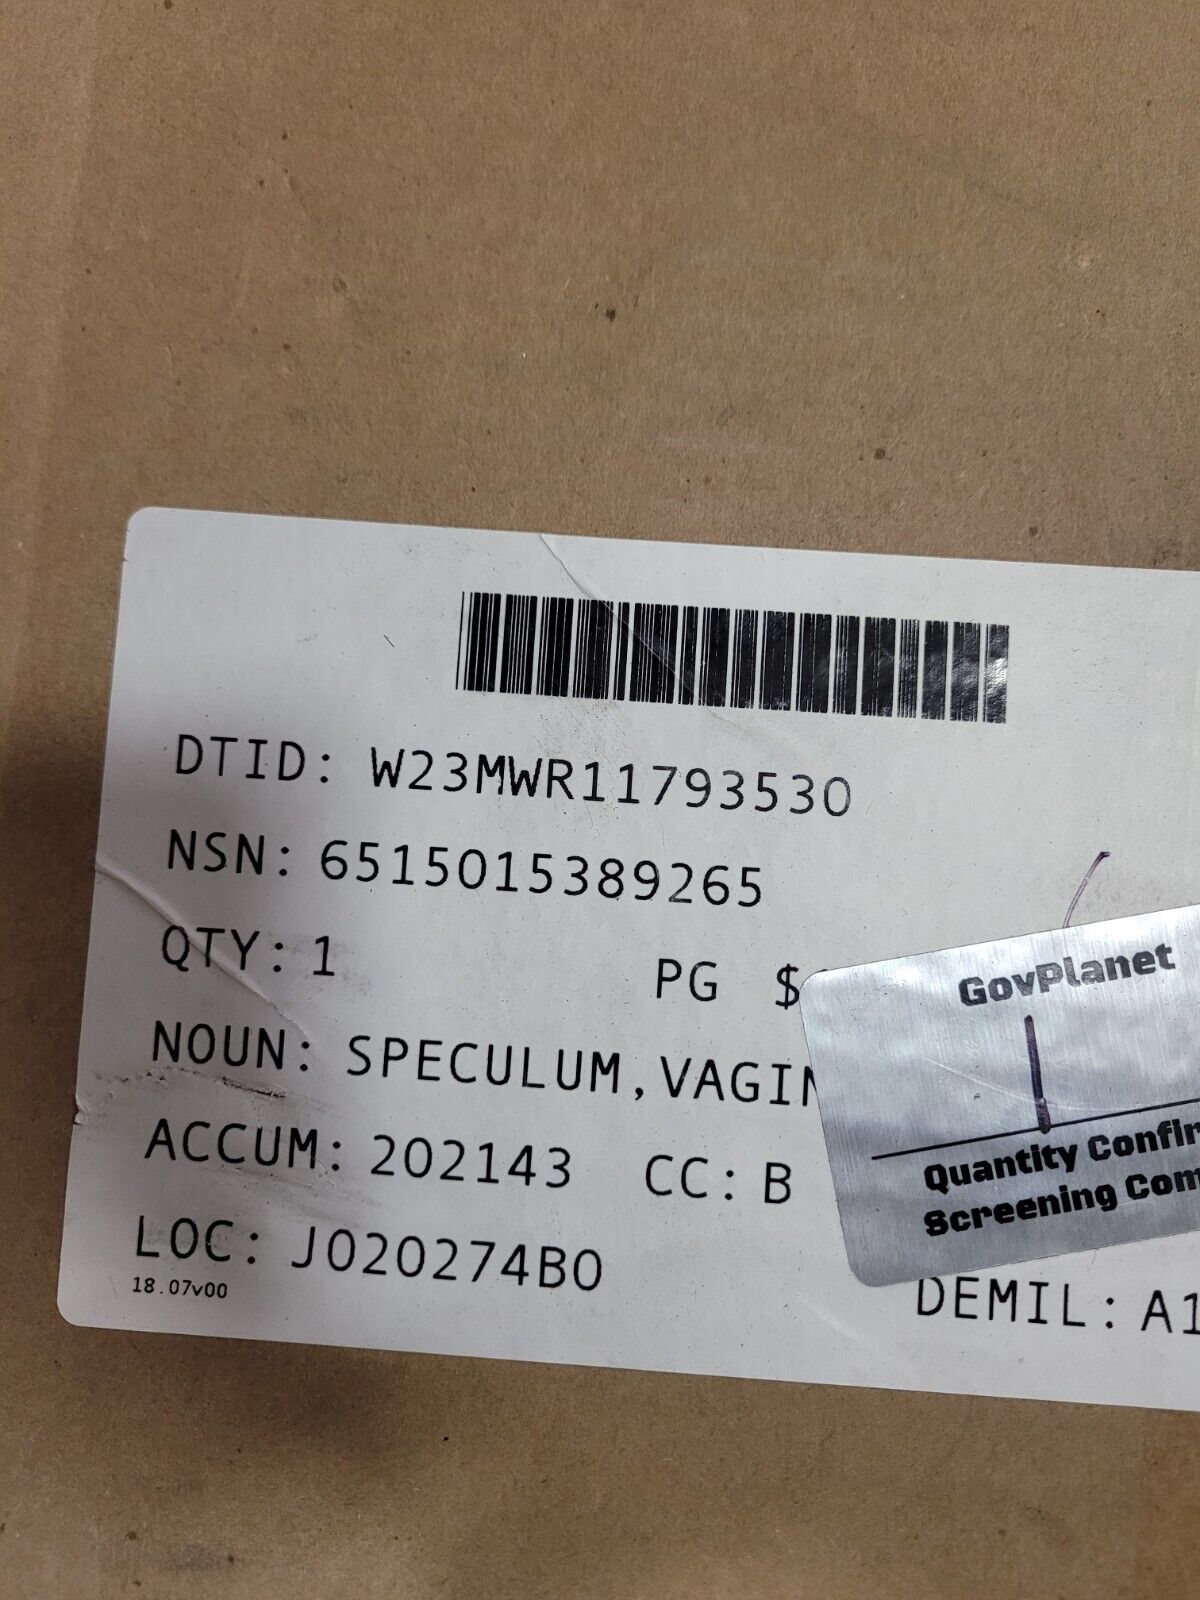 DTID: W23MWR11793530
NSN: 6515015389265
QTY: 1 PG $
NOUN: SPECULUM,VAGIN
ACCUM: 202143 CC: B
LOC: J020274B0
18.07v00
DEMIL: A1
GovPlanet
1
Quantity Confir
Screening Com